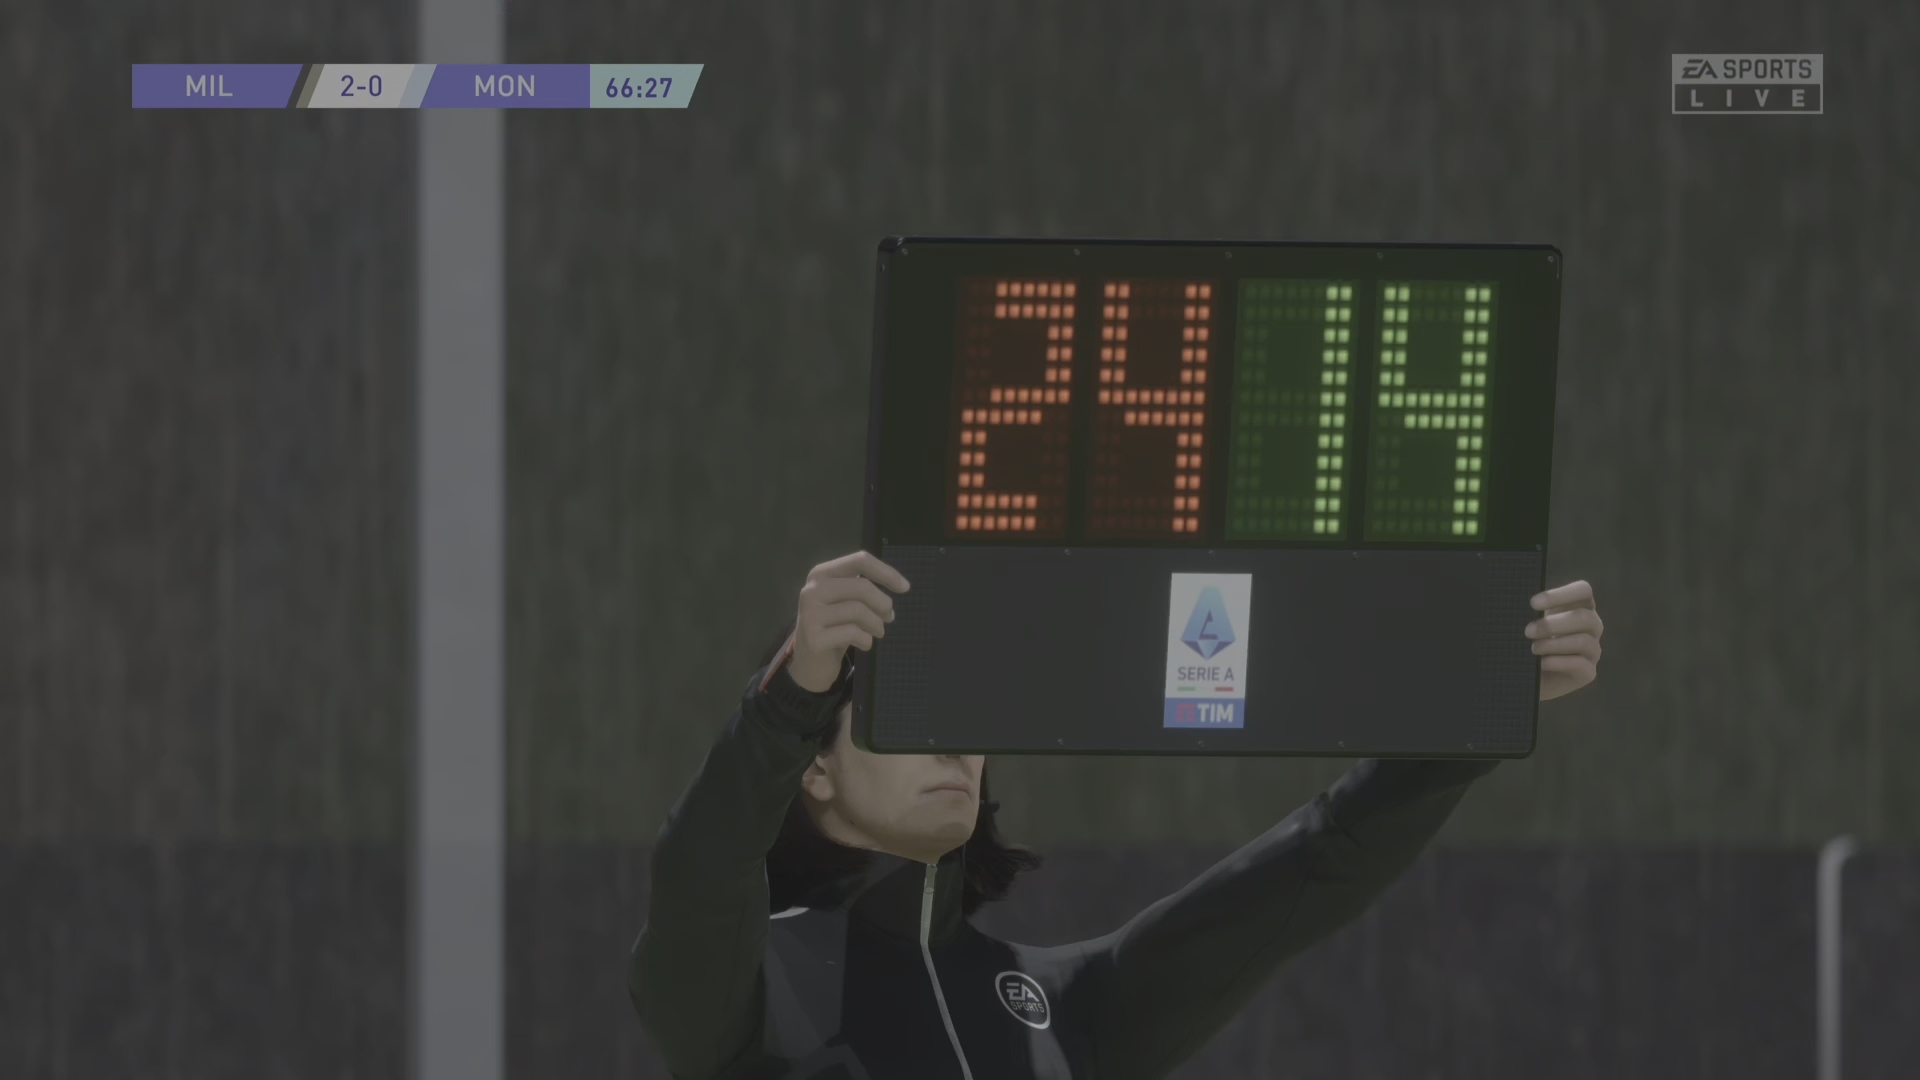 MIL 2-0 MON 66:27
EA SPORTS
LIVE
24 14
SERIE A
TIM
EA
SPORTS